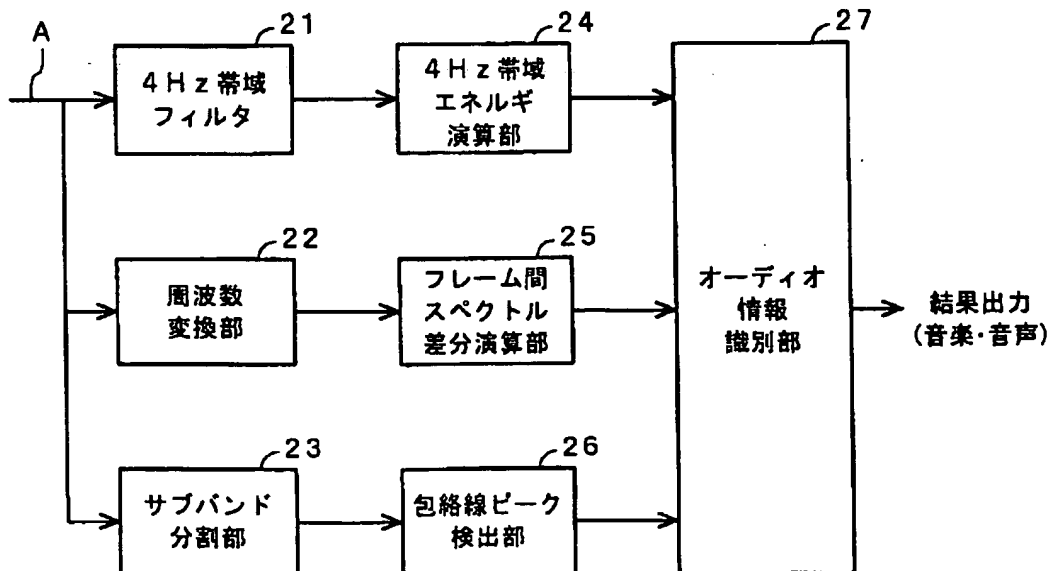 A
21
4Hz帯域
フィルタ
24
4Hz帯域
エネルギ
演算部
27
オーディオ
情報
識別部
22
周波数
変換部
25
フレーム間
スペクトル
差分演算部
結果出力
(音楽・音声)
23
サブバンド
分割部
26
包絡線ピーク
検出部